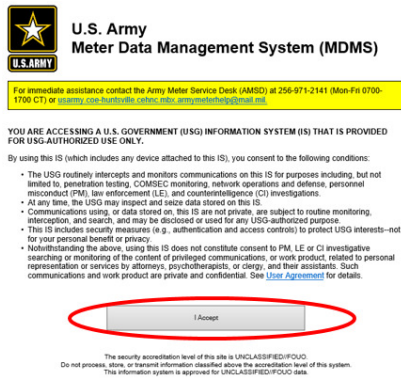 U.S. Army
Meter Data Management System (MDMS)
U.S.ARMY
For immediate assistance contact the Army Meter Service Desk (AMSD) at 256-971-2141 (Mon-Fri 0700-
1700 CT) or usarmy.coe-huntsville.cehnc.mbx.armymeterhelp@mail.mil.
YOU ARE ACCESSING A U.S. GOVERNMENT (USG) INFORMATION SYSTEM (IS) THAT IS PROVIDED
FOR USG-AUTHORIZED USE ONLY.
By using this IS (which includes any device attached to this IS), you consent to the following conditions:
• The USG routinely intercepts and monitors communications on this IS for purposes including, but not
limited to, penetration testing, COMSEC monitoring, network operations and defense, personnel
misconduct (PM), law enforcement (LE), and counterintelligence (CI) investigations.
• At any time, the USG may inspect and seize data stored on this IS.
• Communications using, or data stored on, this IS are not private, are subject to routine monitoring,
interception, and search, and may be disclosed or used for any USG-authorized purpose.
• This IS includes security measures (e.g., authentication and access controls) to protect USG interests--not
for your personal benefit or privacy.
• Notwithstanding the above, using this IS does not constitute consent to PM, LE or CI investigative
searching or monitoring of the content of privileged communications, or work product, related to personal
representation or services by attorneys, psychotherapists, or clergy, and their assistants. Such
communications and work product are private and confidential. See User Agreement for details.
I Accept
The security accreditation level of this site is UNCLASSIFIED//FOUO.
Do not process, store, or transmit information classified above the accreditation level of this system.
This information system is approved for UNCLASSIFIED//FOUO data.